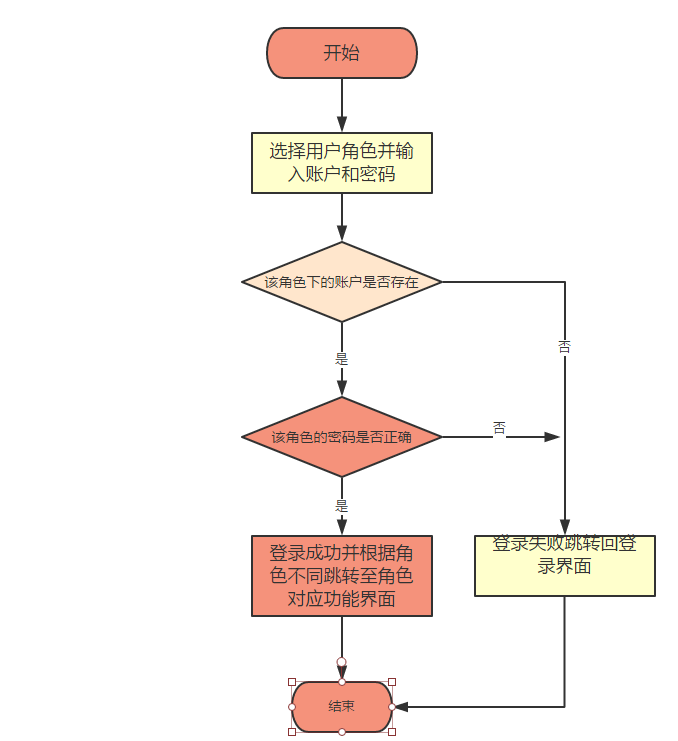 开始
选择用户角色并输
入账户和密码
该角色下的账户是否存在
否
是
该角色的密码是否正确
否
是
登录成功并根据角
色不同跳转至角色
对应功能界面
登录失败跳转回登
录界面
结束